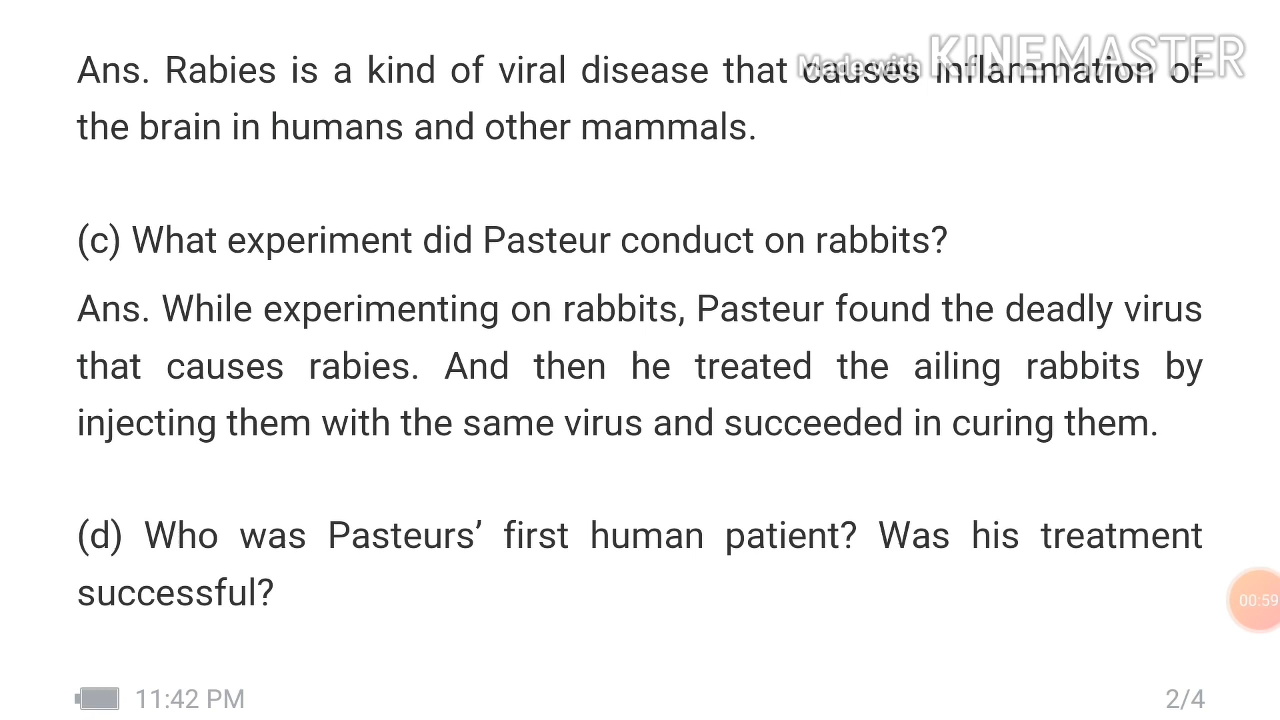 Made with KINEMASTER
Ans. Rabies is a kind of viral disease that causes inflammation of
the brain in humans and other mammals.
(c) What experiment did Pasteur conduct on rabbits?
Ans. While experimenting on rabbits, Pasteur found the deadly virus
that causes rabies. And then he treated the ailing rabbits by
injecting them with the same virus and succeeded in curing them.
(d) Who was Pasteurs’ first human patient? Was his treatment
successful?
00:59
11:42 PM
2/4